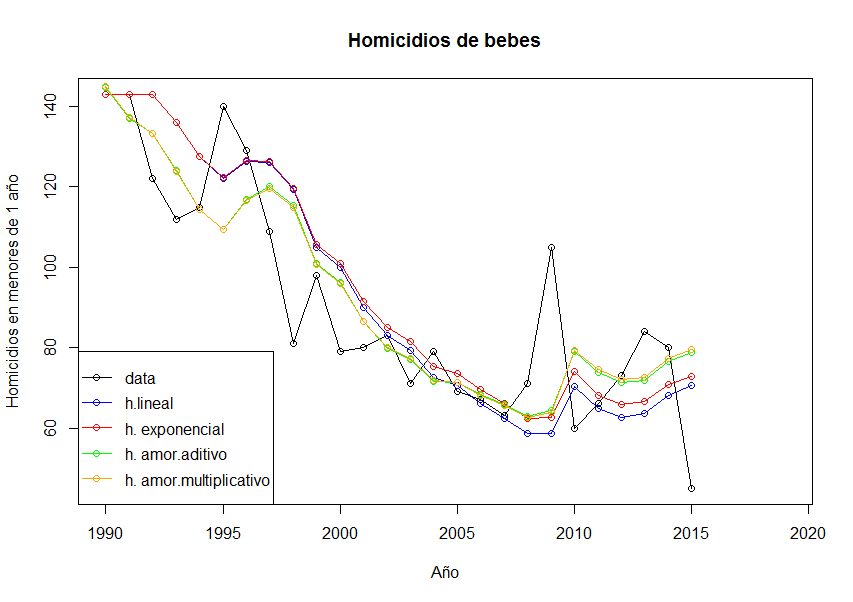 Homicidios de bebes
Homicidios en menores de 1 año
140
120
100
80
60
data
h.lineal
h. exponencial
h. amor.aditivo
h. amor.multiplicativo
1990 1995 2000 2005 2010 2015 2020
Año